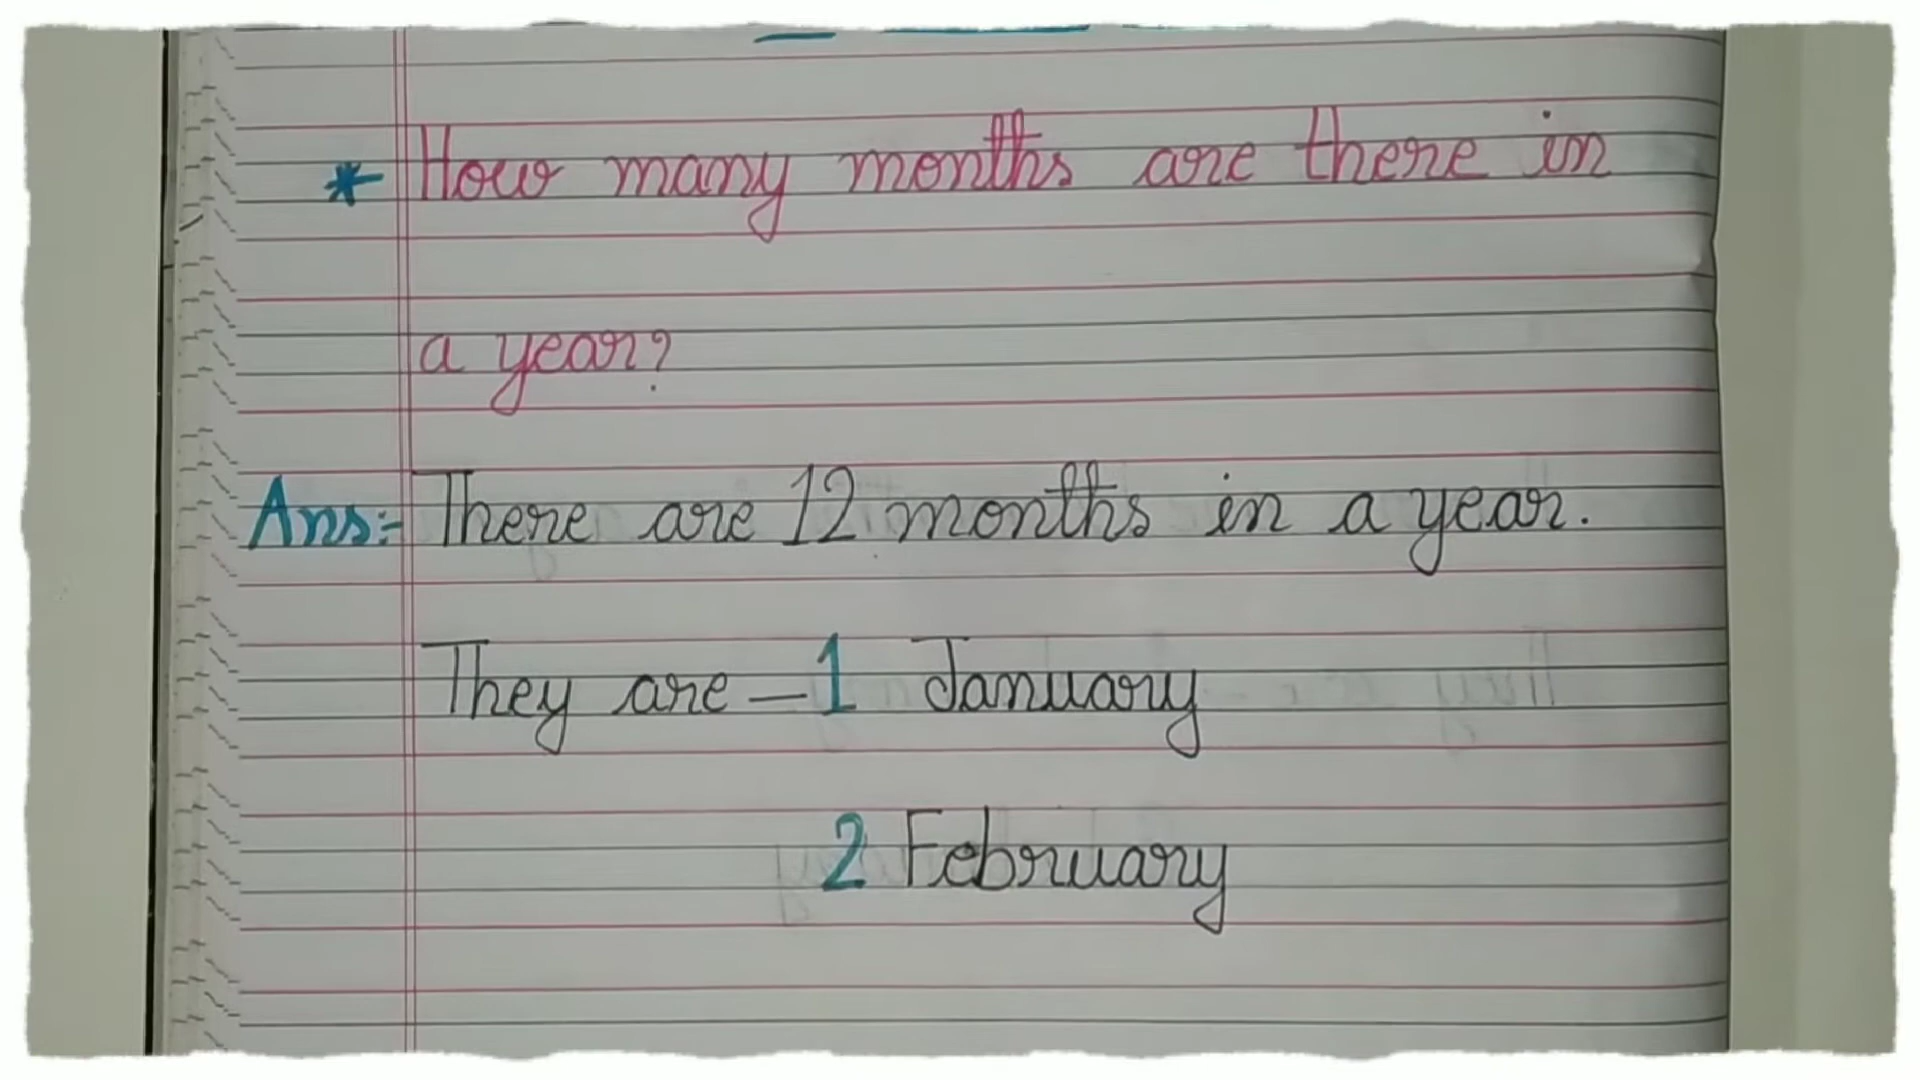 * How many months are there in
a year?
Ans:- There are 12 months in a year.
They are – 1 January
2 February